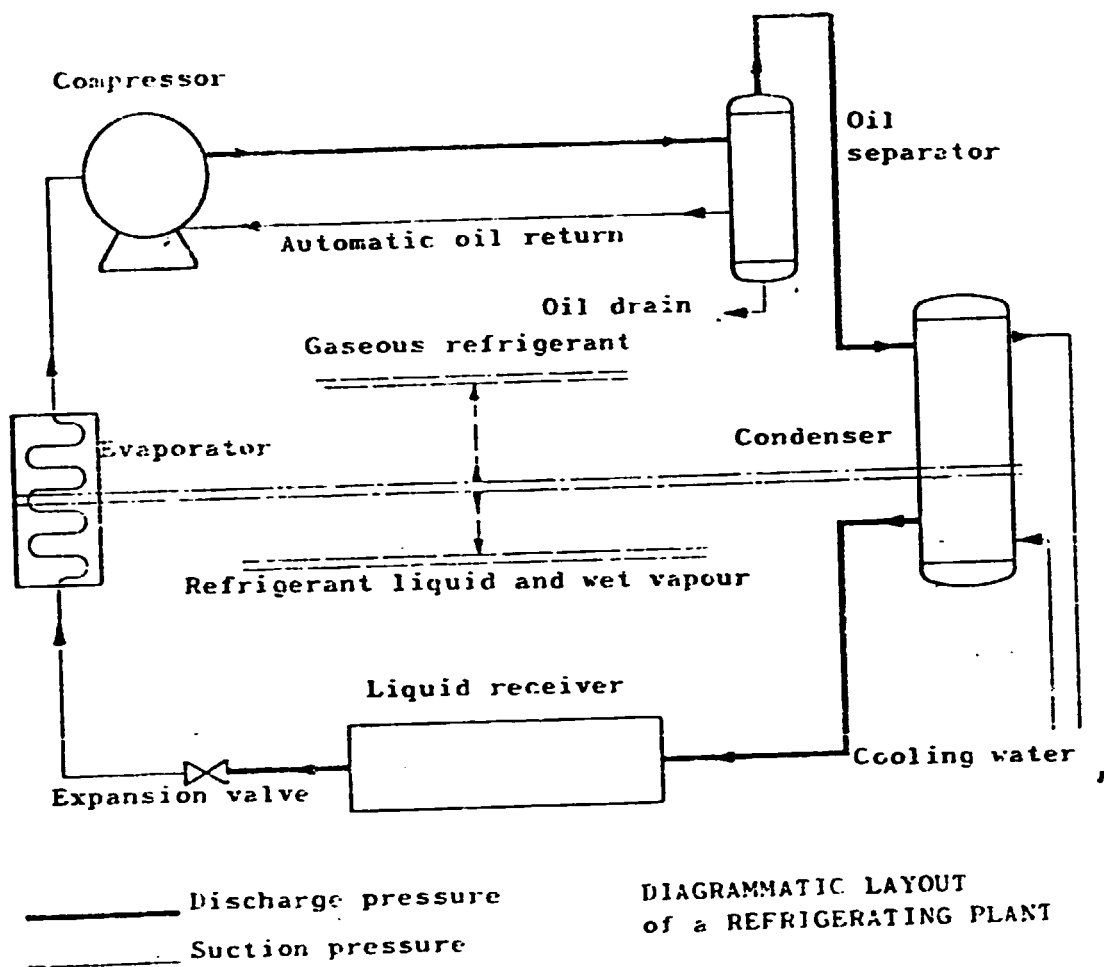 Compressor
Oil
separator
Automatic oil return
Oil drain
Gaseous refrigerant
Evaporator
Condenser
Refrigerant liquid and wet vapour
Liquid receiver
Cooling water
Expansion valve
Discharge pressure
Suction pressure
DIAGRAMMATIC LAYOUT
of a REFRIGERATING PLANT